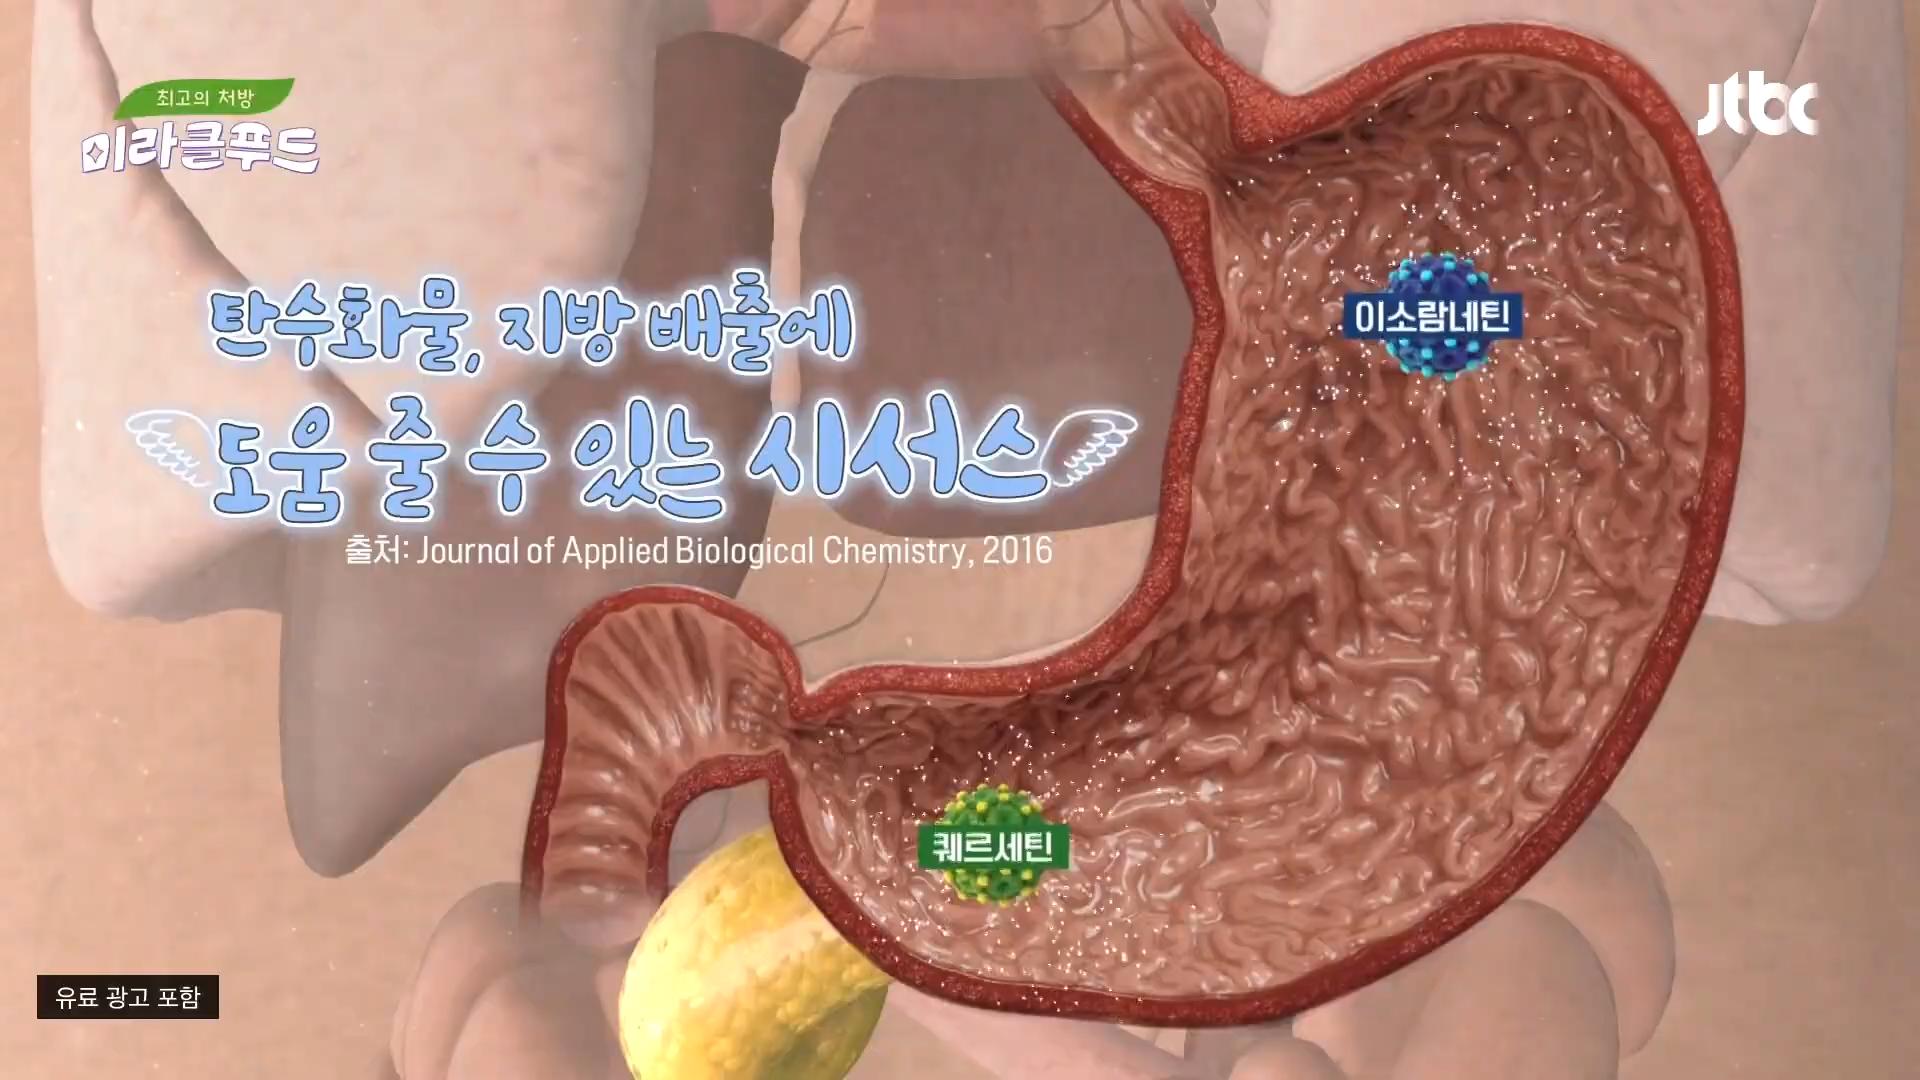 최고의 처방
미라클푸드
jtbc
탄수화물, 지방 배출에
도움 줄 수 있는 시서스
출처: Journal of Applied Biological Chemistry, 2016
이소람네틴
퀘르세틴
유료 광고 포함